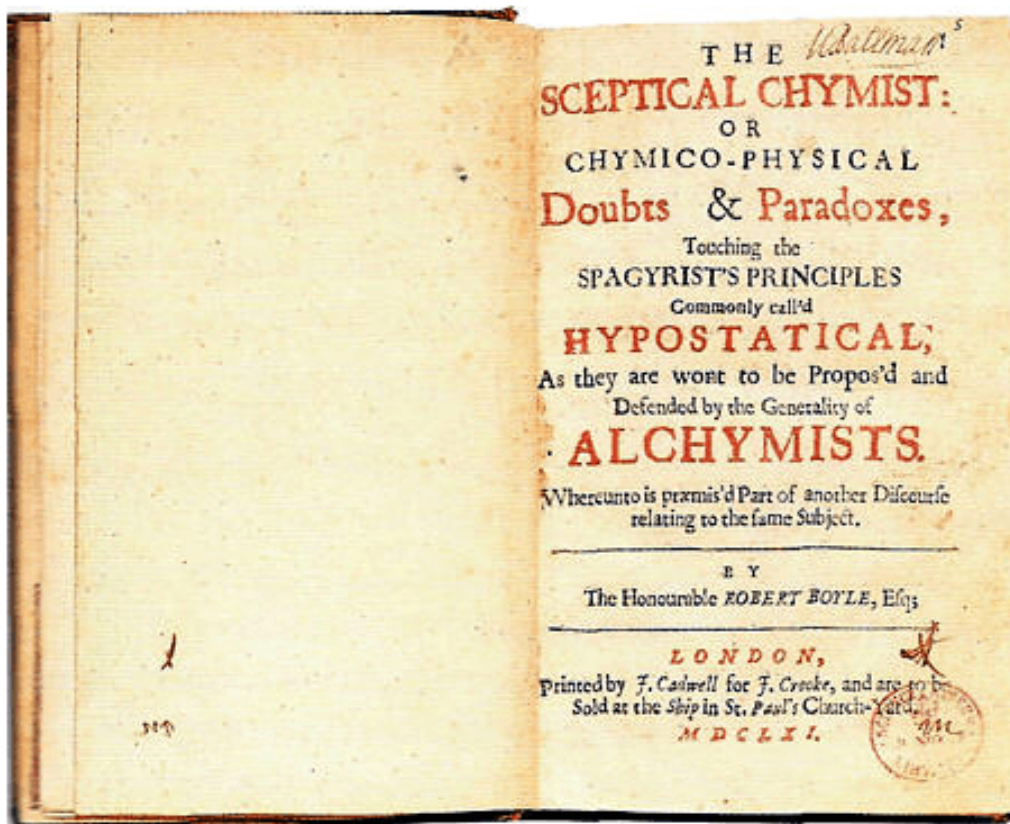 THE
SCEPTICAL CHYMIST:
OR
CHYMICO-PHYSICAL
Doubts & Paradoxes,
Touching the
SPAGYRIST'S PRINCIPLES
Commonly call'd
HYPOSTATICAL,
As they are wont to be Propos'd and
Defended by the Generality of
ALCHYMISTS.
Whereunto is præmis'd Part of another Discourse
relating to the same Subject.
BY
The Honourable ROBERT BOYLE, Esq;
LONDON,
Printed by J. Cadwell for J. Crooke, and are to be
Sold at the Ship in St. Paul's Church-Yard.
MDCLXI.